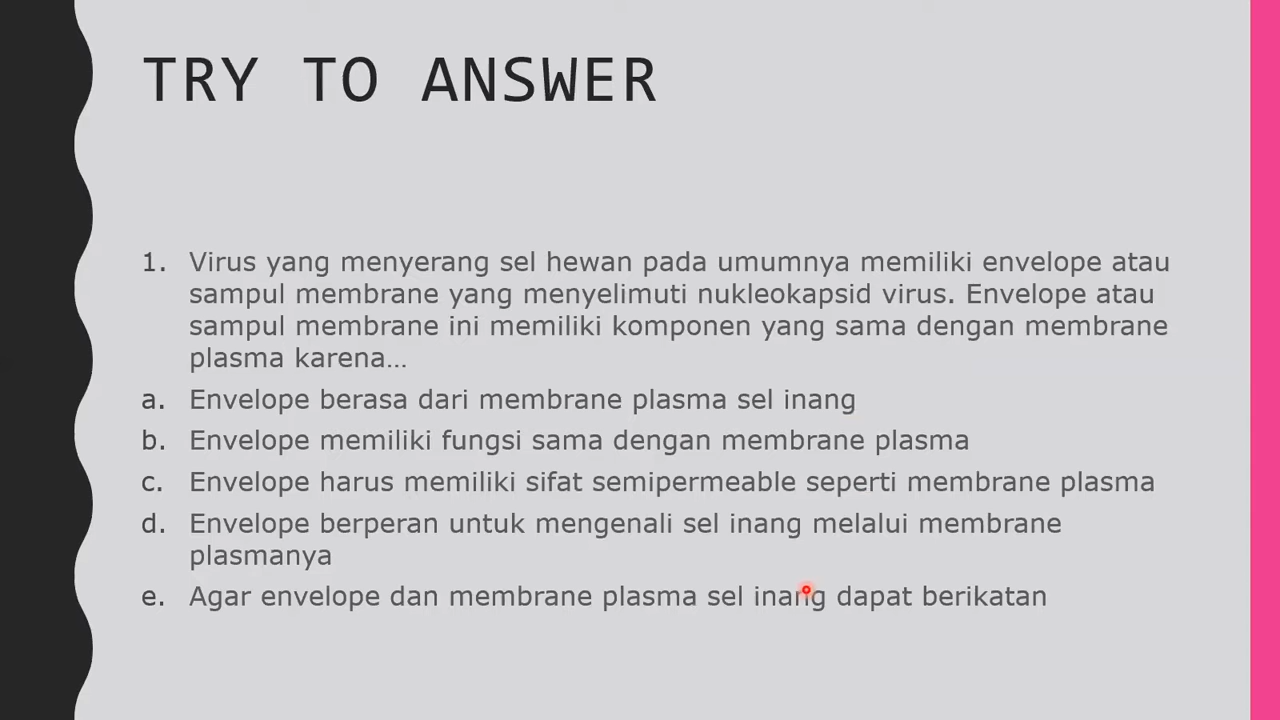 TRY TO ANSWER
1. Virus yang menyerang sel hewan pada umumnya memiliki envelope atau
sampul membrane yang menyelimuti nukleokapsid virus. Envelope atau
sampul membrane ini memiliki komponen yang sama dengan membrane
plasma karena...
a. Envelope berasa dari membrane plasma sel inang
b. Envelope memiliki fungsi sama dengan membrane plasma
c. Envelope harus memiliki sifat semipermeable seperti membrane plasma
d. Envelope berperan untuk mengenali sel inang melalui membrane
plasmanya
e. Agar envelope dan membrane plasma sel inang dapat berikatan